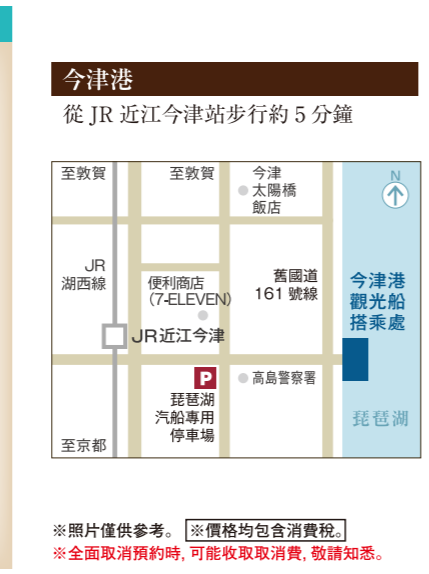 今津港
從 JR 近江今津站步行約 5 分鐘
至敦賀
至敦賀
今津
太陽橋
飯店
N
JR
湖西線
便利商店
(7-ELEVEN)
舊國道
161 號線
今津港
觀光船
搭乘處
JR近江今津
P
琵琶湖
汽船專用
停車場
高島警察署
琵琶湖
至京都
※照片僅供參考。 ※價格均包含消費稅。
※全面取消預約時, 可能收取取消費, 敬請知悉。